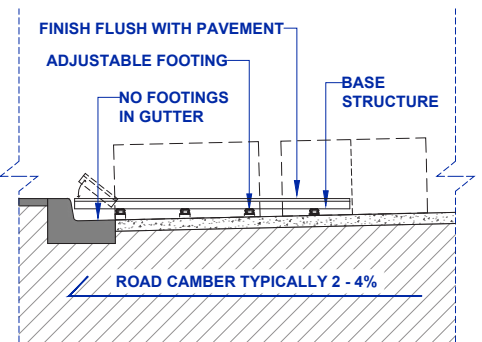 FINISH FLUSH WITH PAVEMENT
ADJUSTABLE FOOTING
NO FOOTINGS
IN GUTTER
BASE
STRUCTURE
ROAD CAMBER TYPICALLY 2 - 4%